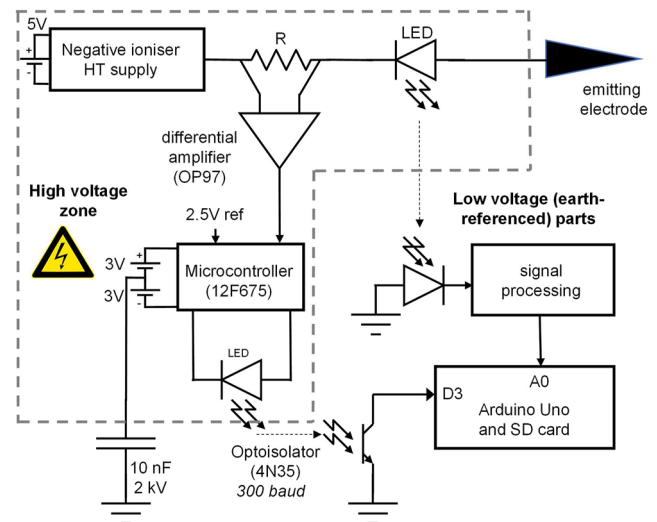 5V
+
-
Negative ioniser
HT supply
R
LED
emitting
electrode
differential
amplifier
(OP97)
High voltage
zone
Low voltage (earth-
referenced) parts
2.5V ref
3V
+
3V
-
Microcontroller
(12F675)
signal
processing
LED
A0
D3
Arduino Uno
and SD card
Optoisolator
(4N35)
300 baud
10 nF
2 kV